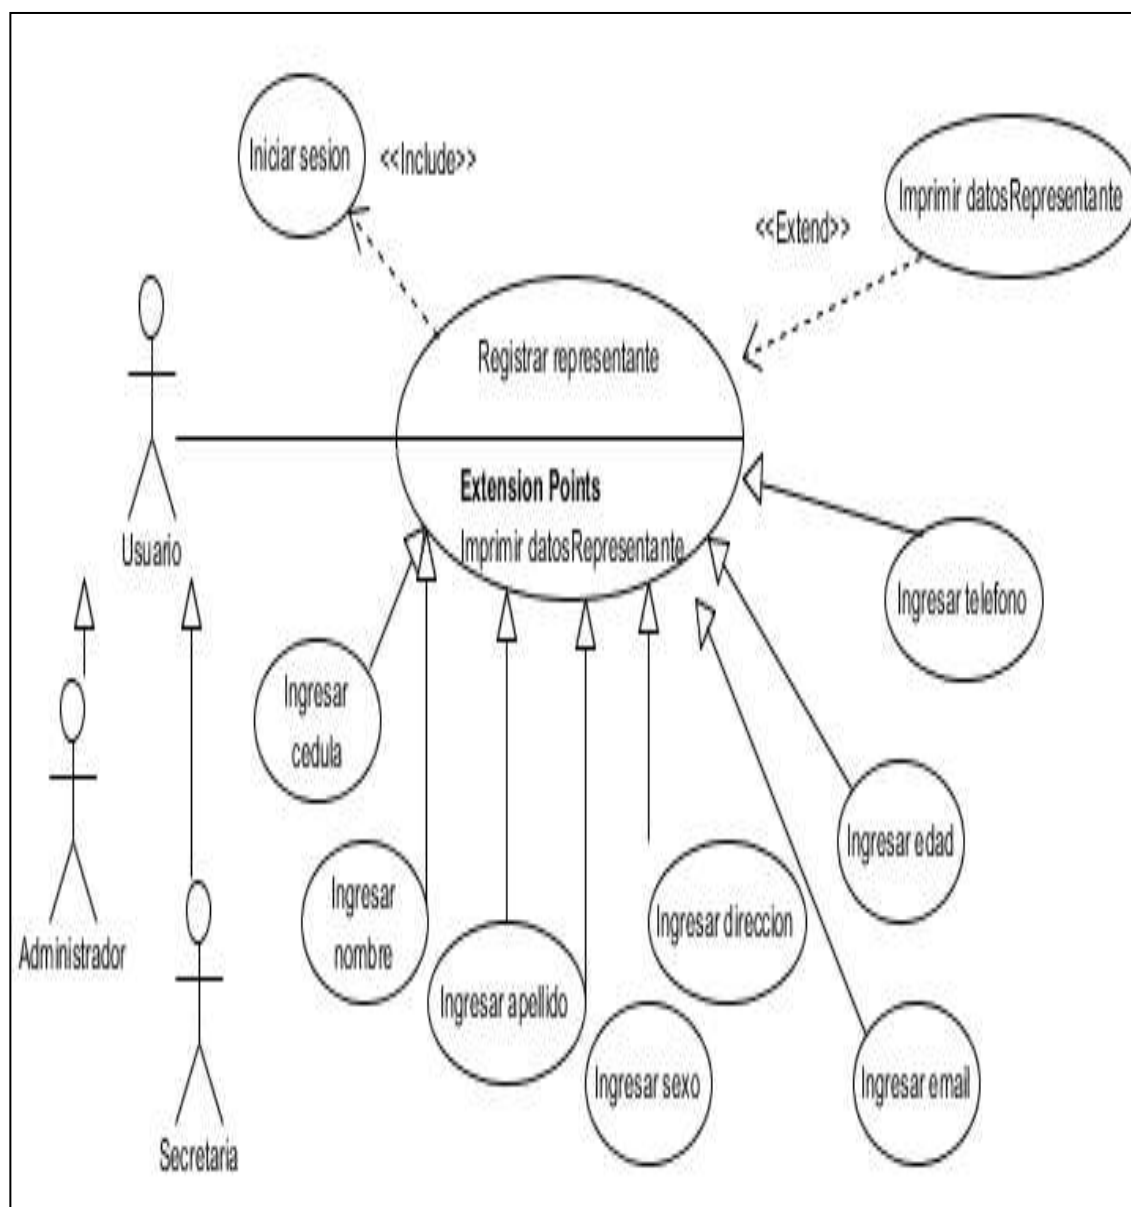 Iniciar sesion
<<Include>>
Imprimir datosRepresentante
<<Extend>>
Registrar representante
Extension Points
Imprimir datosRepresentante
Usuario
Ingresar telefono
Ingresar
cedula
Ingresar edad
Ingresar
nombre
Ingresar direccion
Administrador
Ingresar apellido
Ingresar sexo
Ingresar email
Secretaria